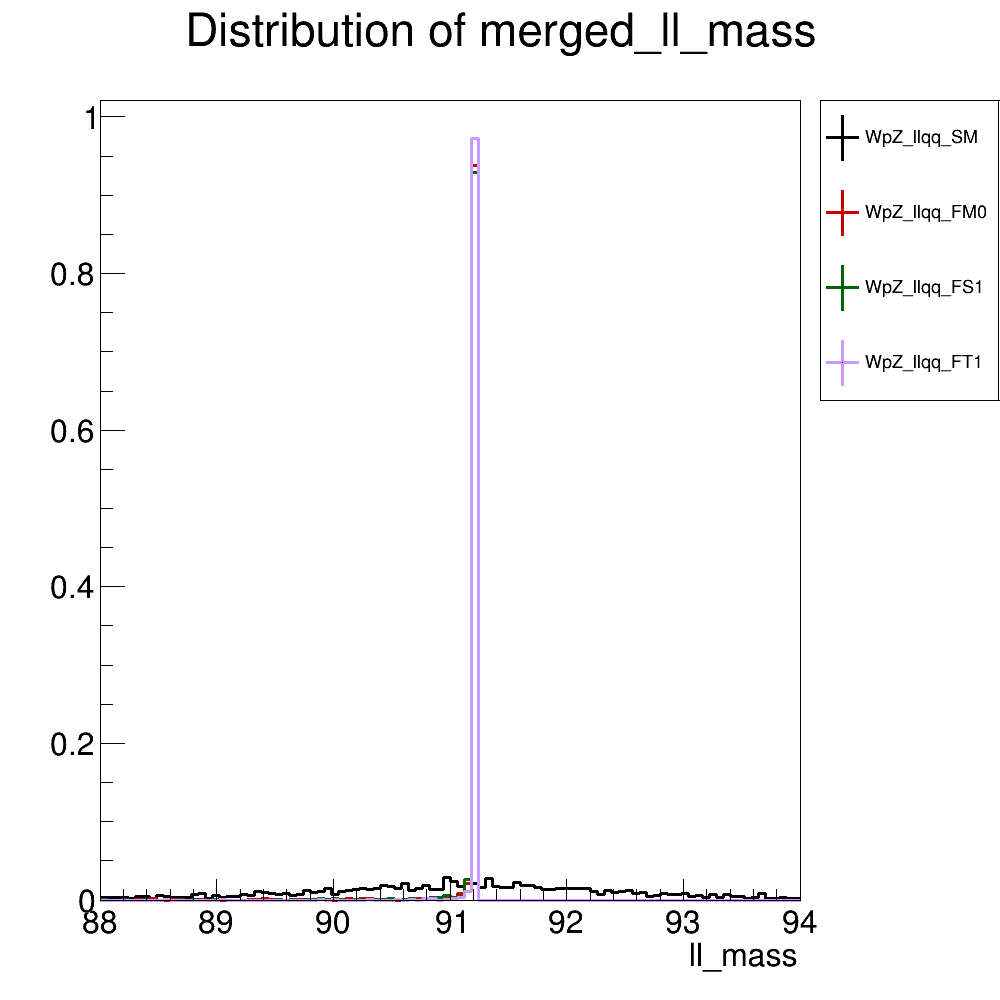 Distribution of merged_ll_mass
1
0.8
0.6
0.4
0.2
0
88 89 90 91 92 93 94
ll_mass
WpZ_llqq_SM
WpZ_llqq_FM0
WpZ_llqq_FS1
WpZ_llqq_FT1